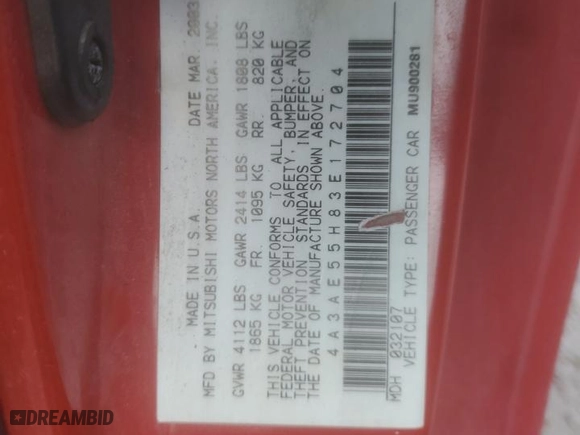 - MADE IN U.S.A. - DATE MAR. 2003
MFD BY MITSUBISHI MOTORS NORTH AMERICA. INC.
GVWR 4112 LBS GAWR 2414 LBS GAWR 1808 LBS
1865 KG FR. 1095 KG RR. 820 KG
THIS VEHICLE CONFORMS TO ALL APPLICABLE
FEDERAL MOTOR VEHICLE SAFETY, BUMPER, AND
THEFT PREVENTION STANDARDS, IN EFFECT ON
THE DATE OF MANUFACTURE SHOWN ABOVE.
4A3AE55H83E172704
MDH 032107 MU900281
VEHICLE TYPE: PASSENGER CAR
DREAMBID